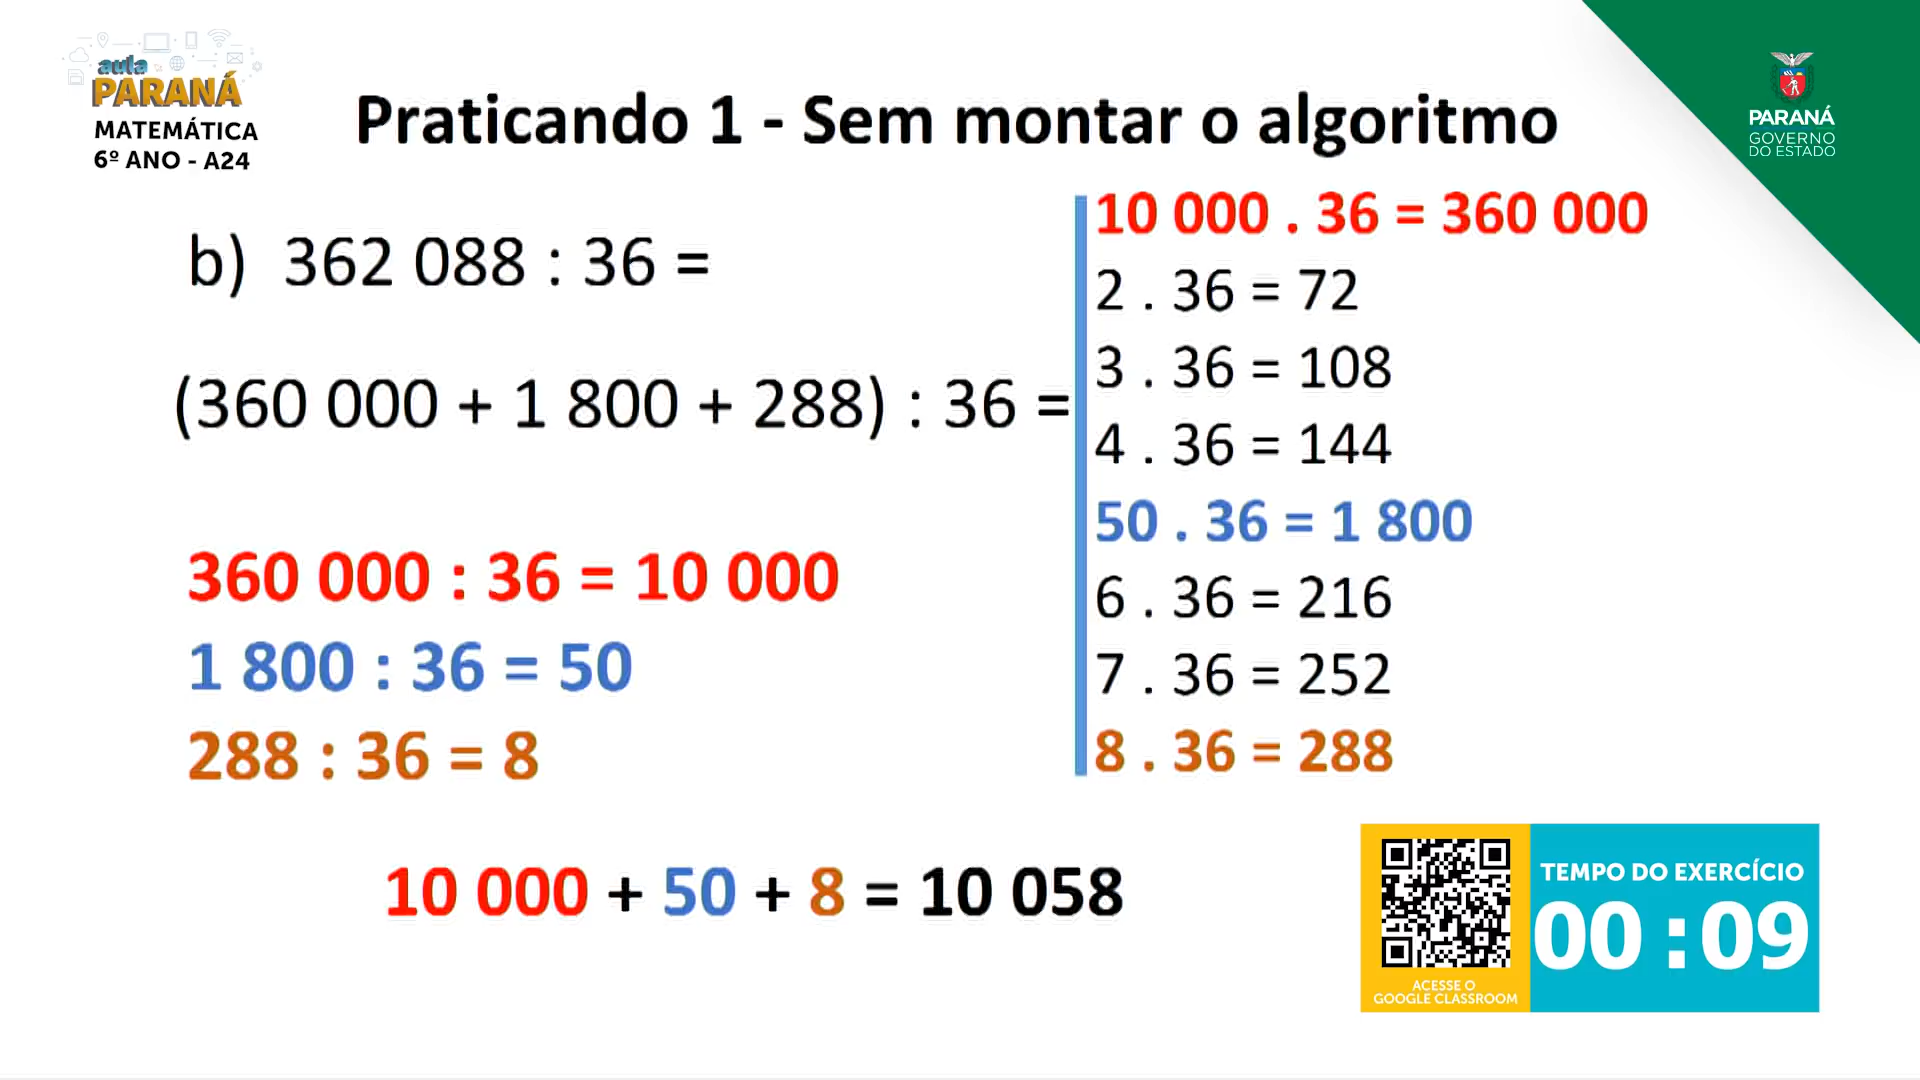 aula
PARANÁ
MATEMÁTICA
6º ANO - A24
Praticando 1 - Sem montar o algoritmo
PARANÁ
GOVERNO
DO ESTADO
b) 362 088 : 36 =
(360 000 + 1 800 + 288) : 36 =
360 000 : 36 = 10 000
1 800 : 36 = 50
288 : 36 = 8
10 000 . 36 = 360 000
2 . 36 = 72
3 . 36 = 108
4 . 36 = 144
50 . 36 = 1 800
6 . 36 = 216
7 . 36 = 252
8 . 36 = 288
10 000 + 50 + 8 = 10 058
ACESSE O
GOOGLE CLASSROOM
TEMPO DO EXERCÍCIO
00 : 09